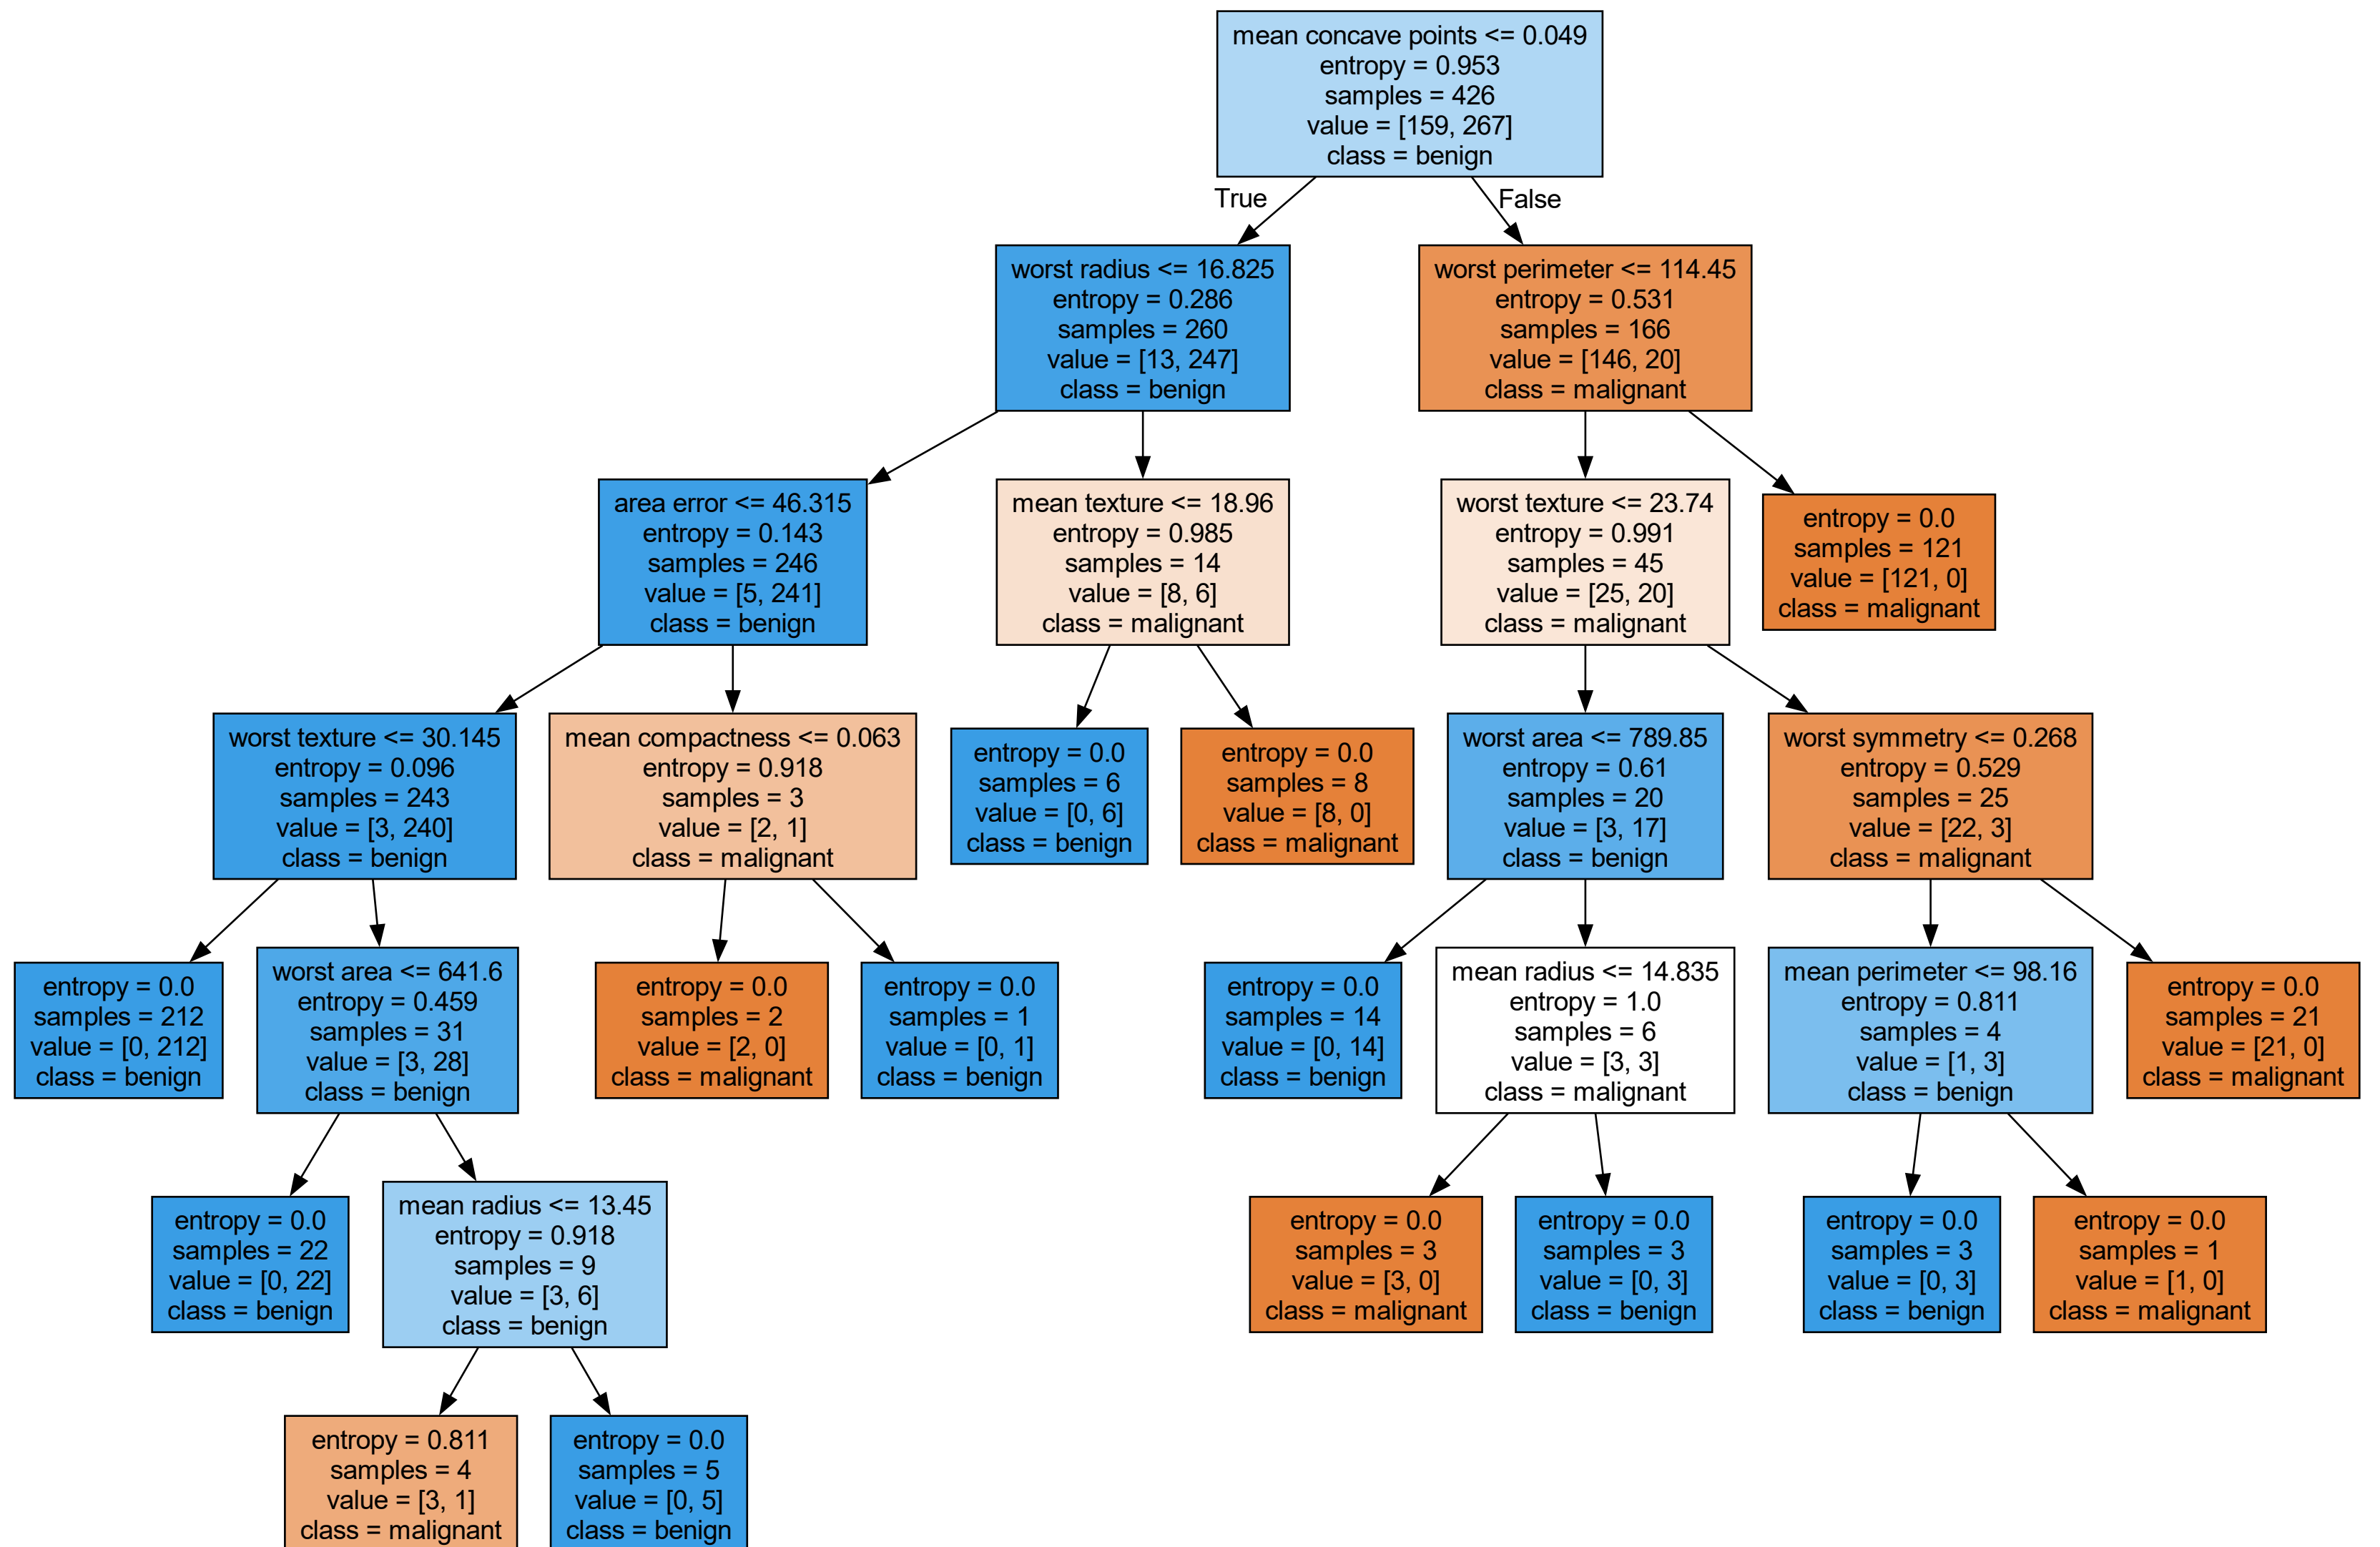 mean concave points <= 0.049
entropy = 0.953
samples = 426
value = [159, 267]
class = benign
True
False
worst radius <= 16.825
entropy = 0.286
samples = 260
value = [13, 247]
class = benign
worst perimeter <= 114.45
entropy = 0.531
samples = 166
value = [146, 20]
class = malignant
area error <= 46.315
entropy = 0.143
samples = 246
value = [5, 241]
class = benign
mean texture <= 18.96
entropy = 0.985
samples = 14
value = [8, 6]
class = malignant
worst texture <= 23.74
entropy = 0.991
samples = 45
value = [25, 20]
class = malignant
entropy = 0.0
samples = 121
value = [121, 0]
class = malignant
worst texture <= 30.145
entropy = 0.096
samples = 243
value = [3, 240]
class = benign
mean compactness <= 0.063
entropy = 0.918
samples = 3
value = [2, 1]
class = malignant
entropy = 0.0
samples = 6
value = [0, 6]
class = benign
entropy = 0.0
samples = 8
value = [8, 0]
class = malignant
worst area <= 789.85
entropy = 0.61
samples = 20
value = [3, 17]
class = benign
worst symmetry <= 0.268
entropy = 0.529
samples = 25
value = [22, 3]
class = malignant
entropy = 0.0
samples = 212
value = [0, 212]
class = benign
worst area <= 641.6
entropy = 0.459
samples = 31
value = [3, 28]
class = benign
entropy = 0.0
samples = 2
value = [2, 0]
class = malignant
entropy = 0.0
samples = 1
value = [0, 1]
class = benign
entropy = 0.0
samples = 14
value = [0, 14]
class = benign
mean radius <= 14.835
entropy = 1.0
samples = 6
value = [3, 3]
class = malignant
mean perimeter <= 98.16
entropy = 0.811
samples = 4
value = [1, 3]
class = benign
entropy = 0.0
samples = 21
value = [21, 0]
class = malignant
entropy = 0.0
samples = 22
value = [0, 22]
class = benign
mean radius <= 13.45
entropy = 0.918
samples = 9
value = [3, 6]
class = benign
entropy = 0.0
samples = 3
value = [3, 0]
class = malignant
entropy = 0.0
samples = 3
value = [0, 3]
class = benign
entropy = 0.0
samples = 3
value = [0, 3]
class = benign
entropy = 0.0
samples = 1
value = [1, 0]
class = malignant
entropy = 0.811
samples = 4
value = [3, 1]
class = malignant
entropy = 0.0
samples = 5
value = [0, 5]
class = benign